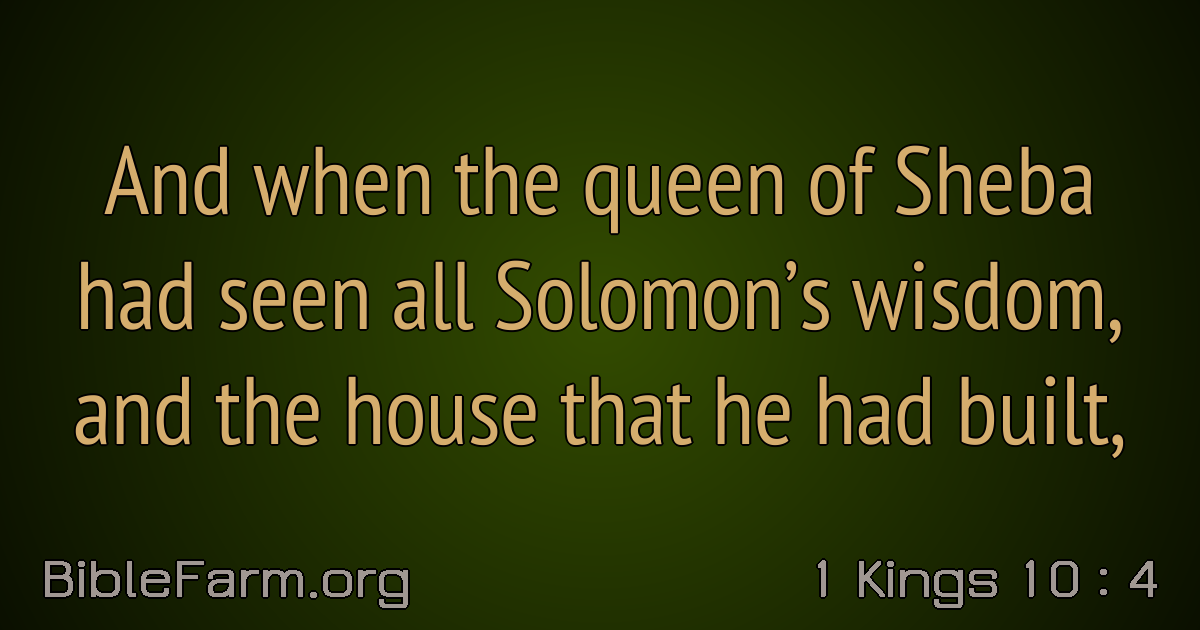 And when the queen of Sheba
had seen all Solomon’s wisdom,
and the house that he had built,
BibleFarm.org
1 Kings 10 : 4